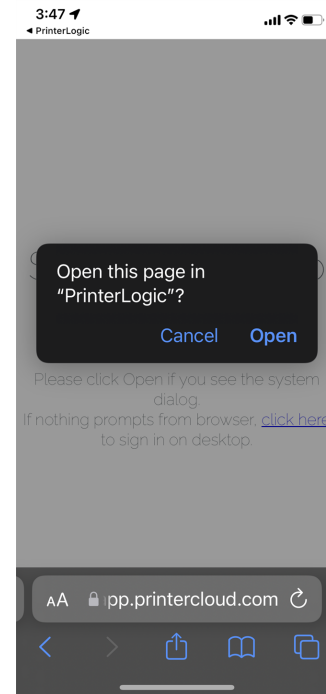 3:47
◀ PrinterLogic
Open this page in
“PrinterLogic”?
Cancel Open
Please click Open if you see the system
dialog.
If nothing prompts from browser, click here
to sign in on desktop.
AA pp.printercloud.com